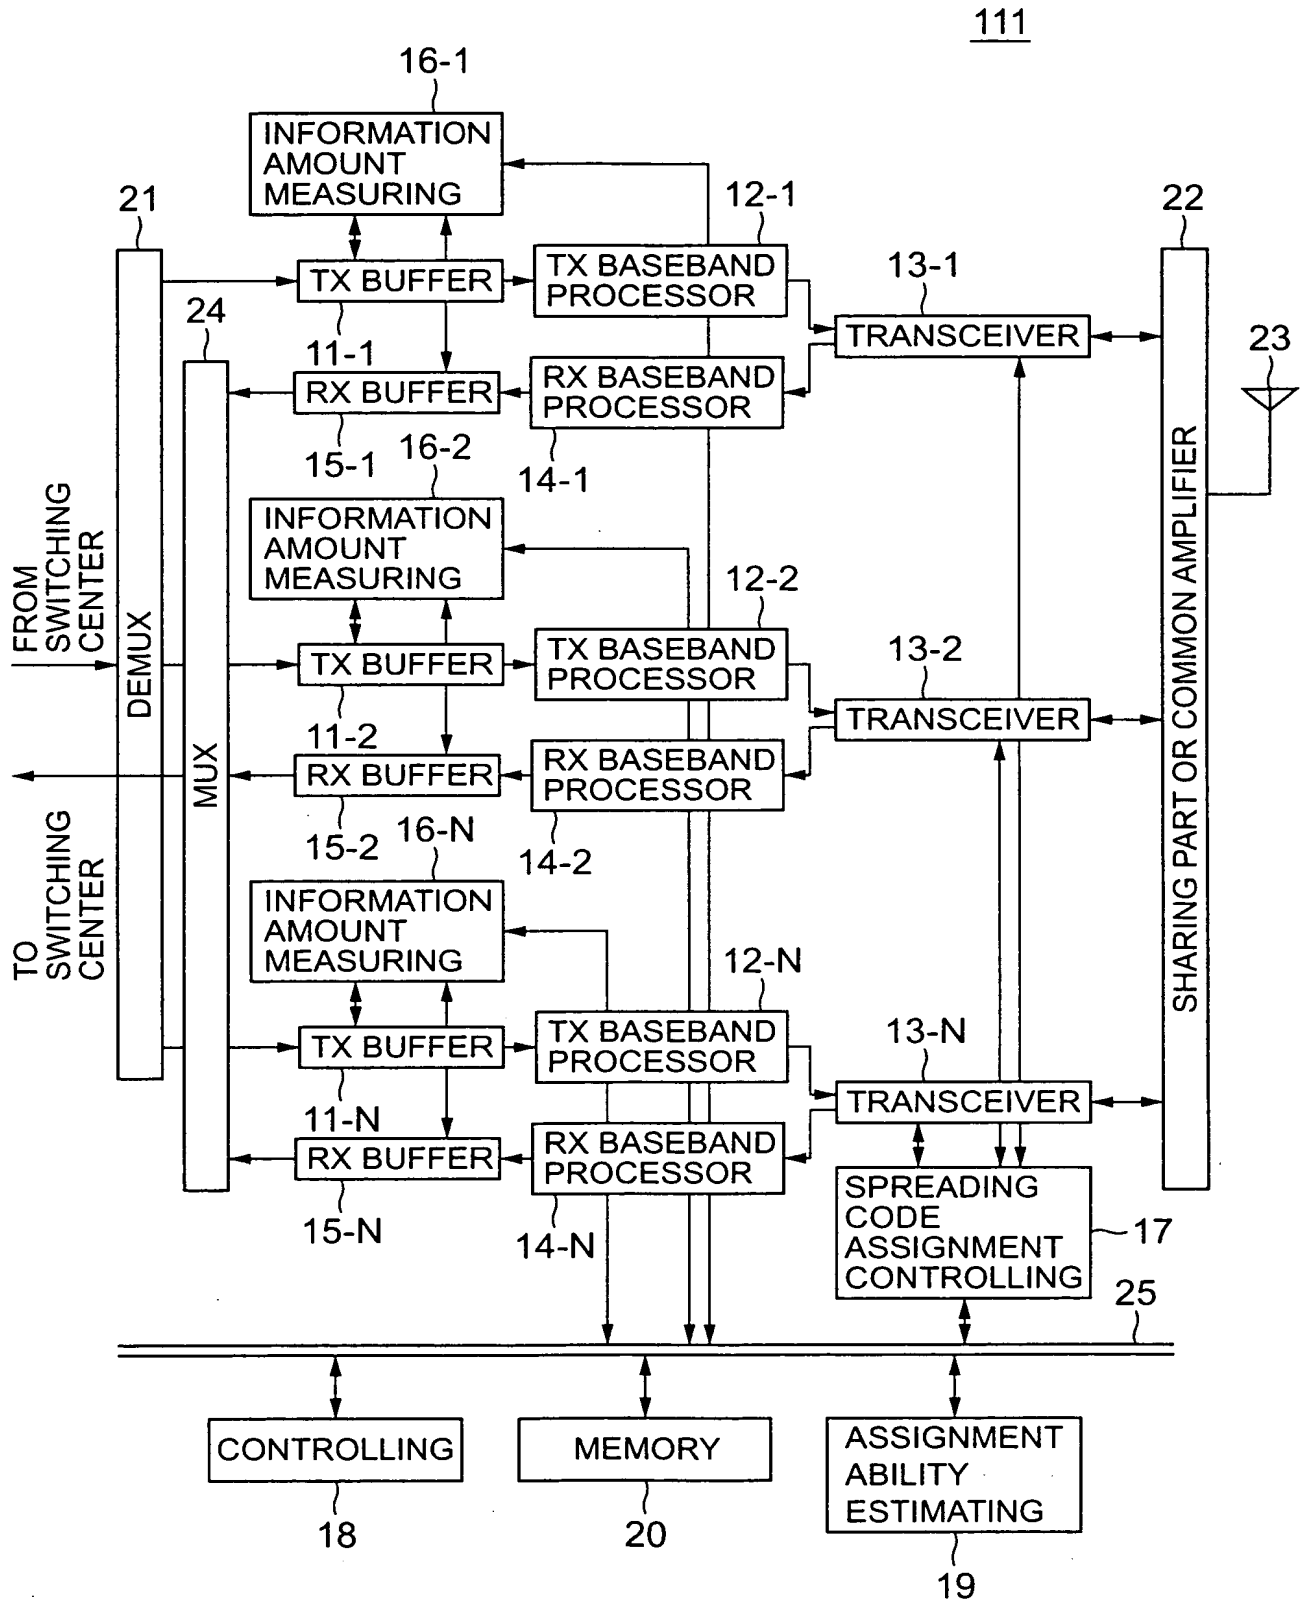 111
16-1
INFORMATION
AMOUNT
MEASURING
21
12-1
22
TX BUFFER
TX BASEBAND
PROCESSOR
13-1
24
11-1
TRANSCEIVER
23
RX BUFFER
RX BASEBAND
PROCESSOR
15-1
16-2
14-1
INFORMATION
AMOUNT
MEASURING
FROM
SWITCHING
CENTER
12-2
DEMUX
TX BUFFER
TX BASEBAND
PROCESSOR
13-2
TRANSCEIVER
SHARING PART OR COMMON AMPLIFIER
11-2
MUX
RX BUFFER
RX BASEBAND
PROCESSOR
15-2
16-N
14-2
TO
SWITCHING
CENTER
INFORMATION
AMOUNT
MEASURING
12-N
TX BUFFER
TX BASEBAND
PROCESSOR
13-N
TRANSCEIVER
11-N
RX BUFFER
RX BASEBAND
PROCESSOR
15-N
14-N
SPREADING
CODE
ASSIGNMENT
CONTROLLING
17
25
CONTROLLING
MEMORY
ASSIGNMENT
ABILITY
ESTIMATING
18
20
19